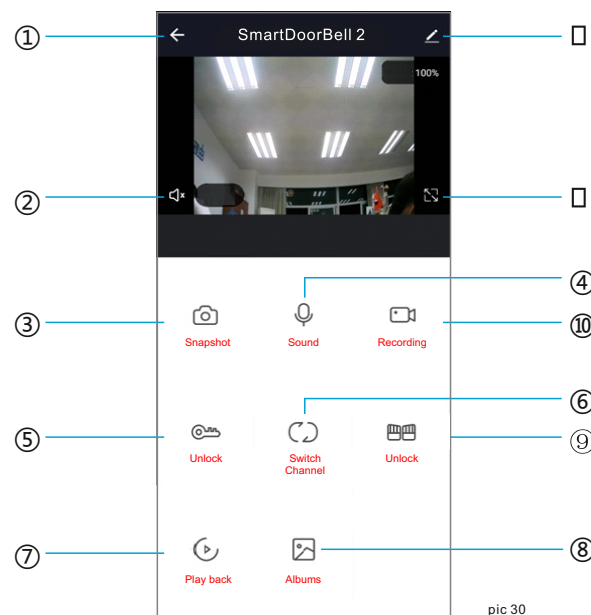 ① SmartDoorBell 2
100%
②
④
③ ⑩
Snapshot Sound Recording
⑥
⑤ ⑨
Unlock Switch Unlock
Channel
⑦ ⑧
Play back Albums
pic 30